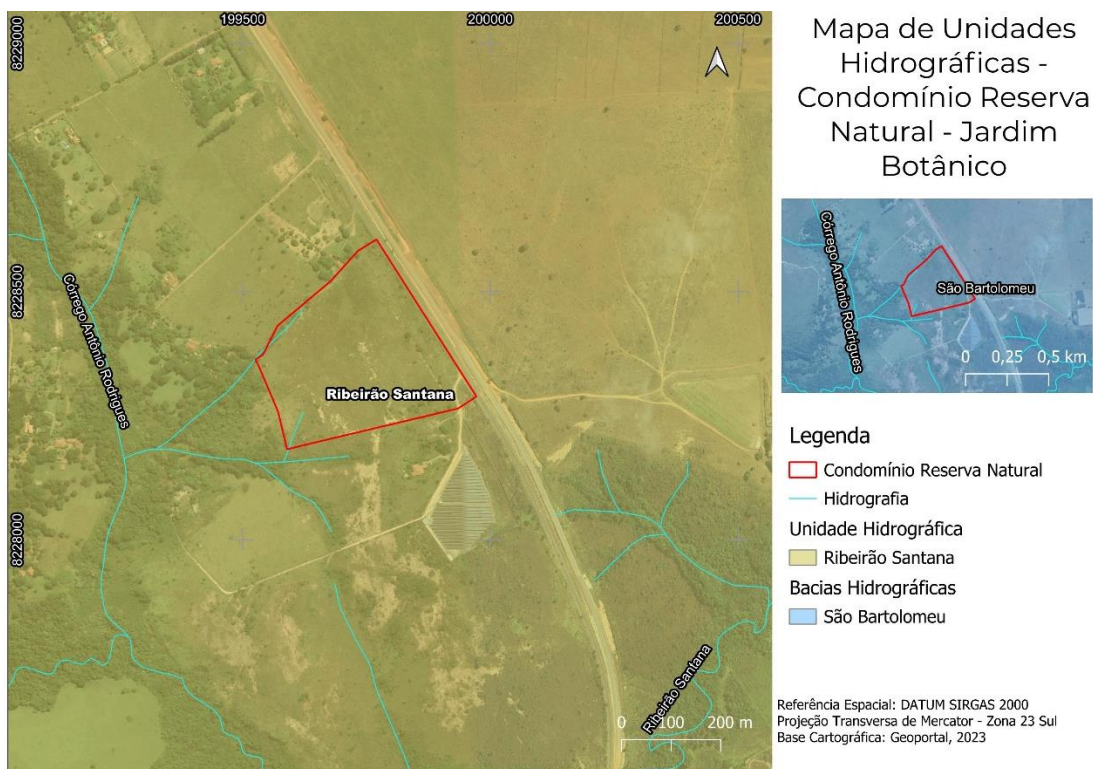 199500
200000
200500
8229000
8228500
8228000
Córrego Antônio Rodrigues
Ribeirão Santana
Ribeirão Santana
0 100 200 m
Mapa de Unidades
Hidrográficas -
Condomínio Reserva
Natural - Jardim
Botânico
Córrego Antônio Rodrigues
São Bartolomeu
0 0,25 0,5 km
Legenda
Condomínio Reserva Natural
Hidrografia
Unidade Hidrográfica
Ribeirão Santana
Bacias Hidrográficas
São Bartolomeu
Referência Espacial: DATUM SIRGAS 2000
Projeção Transversa de Mercator - Zona 23 Sul
Base Cartográfica: Geoportal, 2023